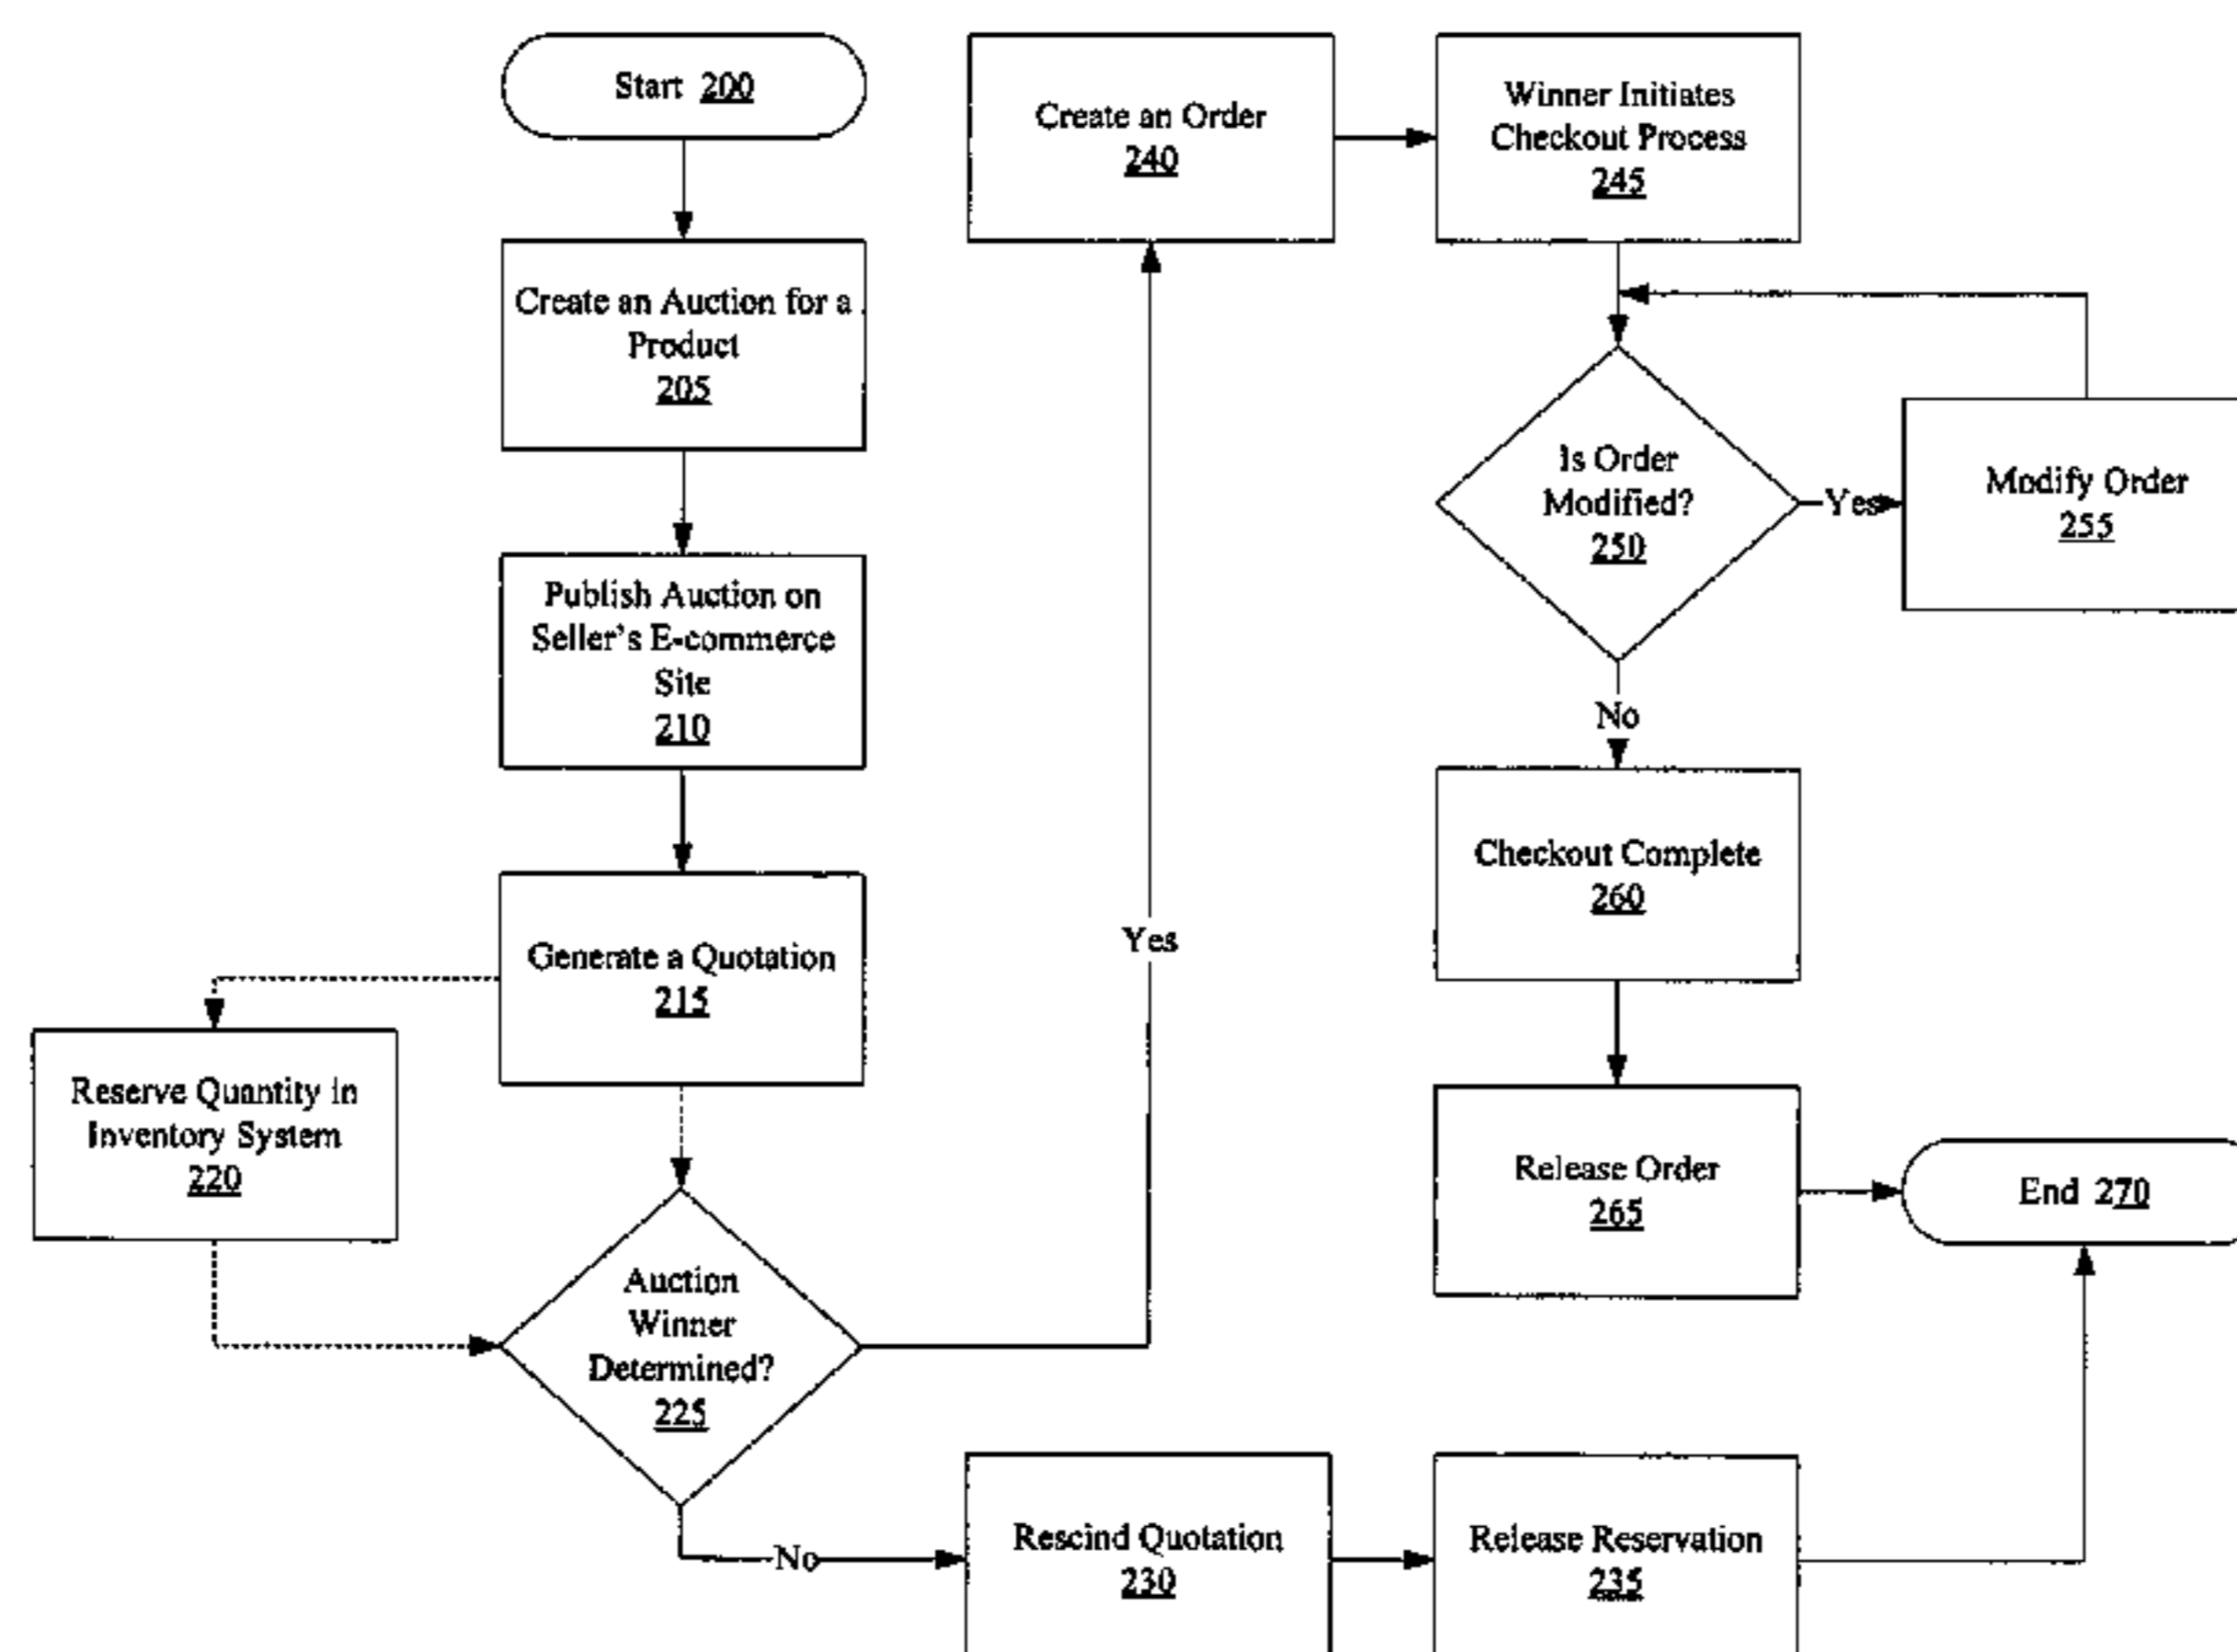 Start 200
Create an Auction for a
Product
205
Publish Auction on
Seller's E-commerce
Site
210
Generate a Quotation
215
Reserve Quantity in
Inventory System
220
Auction
Winner
Determined?
225
Yes
No
Rescind Quotation
230
Release Reservation
235
Create an Order
240
Winner Initiates
Checkout Process
245
Is Order
Modified?
250
Yes
Modify Order
255
No
Checkout Complete
260
Release Order
265
End 270